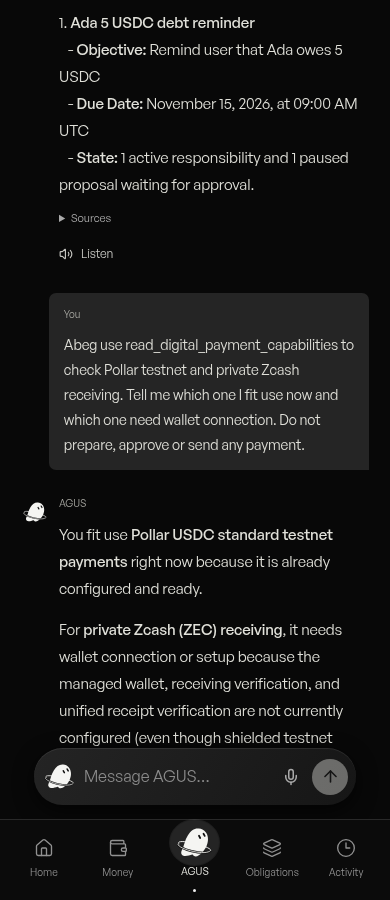 1. Ada 5 USDC debt reminder
- Objective: Remind user that Ada owes 5
USDC
- Due Date: November 15, 2026, at 09:00 AM
UTC
- State: 1 active responsibility and 1 paused
proposal waiting for approval.
Sources
Listen
You
Abeg use read_digital_payment_capabilities to
check Pollar testnet and private Zcash
receiving. Tell me which one I fit use now and
which one need wallet connection. Do not
prepare, approve or send any payment.
AGUS
You fit use Pollar USDC standard testnet
payments right now because it is already
configured and ready.
For private Zcash (ZEC) receiving, it needs
wallet connection or setup because the
managed wallet, receiving verification, and
unified receipt verification are not currently
configured (even though shielded testnet
Message AGUS...
Home
Money
AGUS
Obligations
Activity